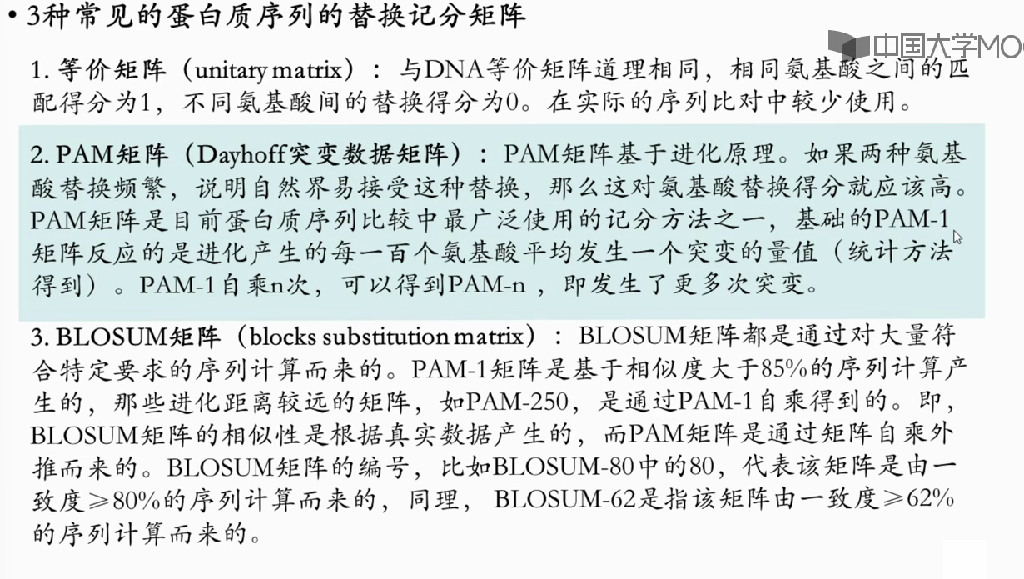 • 3种常见的蛋白质序列的替换记分矩阵
中国大学MOO
1. 等价矩阵（unitary matrix）：与DNA等价矩阵道理相同，相同氨基酸之间的匹
配得分为1，不同氨基酸间的替换得分为0。在实际的序列比对中较少使用。
2. PAM矩阵（Dayhoff突变数据矩阵）：PAM矩阵基于进化原理。如果两种氨基
酸替换频繁，说明自然界易接受这种替换，那么这对氨基酸替换得分就应该高。
PAM矩阵是目前蛋白质序列比较中最广泛使用的记分方法之一，基础的PAM-1
矩阵反应的是进化产生的每一百个氨基酸平均发生一个突变的量值（统计方法
得到）。PAM-1自乘n次，可以得到PAM-n，即发生了更多次突变。
3. BLOSUM矩阵（blocks substitution matrix）：BLOSUM矩阵都是通过对大量符
合特定要求的序列计算而来的。PAM-1矩阵是基于相似度大于85%的序列计算产
生的，那些进化距离较远的矩阵，如PAM-250，是通过PAM-1自乘得到的。即，
BLOSUM矩阵的相似性是根据真实数据产生的，而PAM矩阵是通过矩阵自乘外
推而来的。BLOSUM矩阵的编号，比如BLOSUM-80中的80，代表该矩阵是由一
致度≥80%的序列计算而来的，同理，BLOSUM-62是指该矩阵由一致度≥62%
的序列计算而来的。